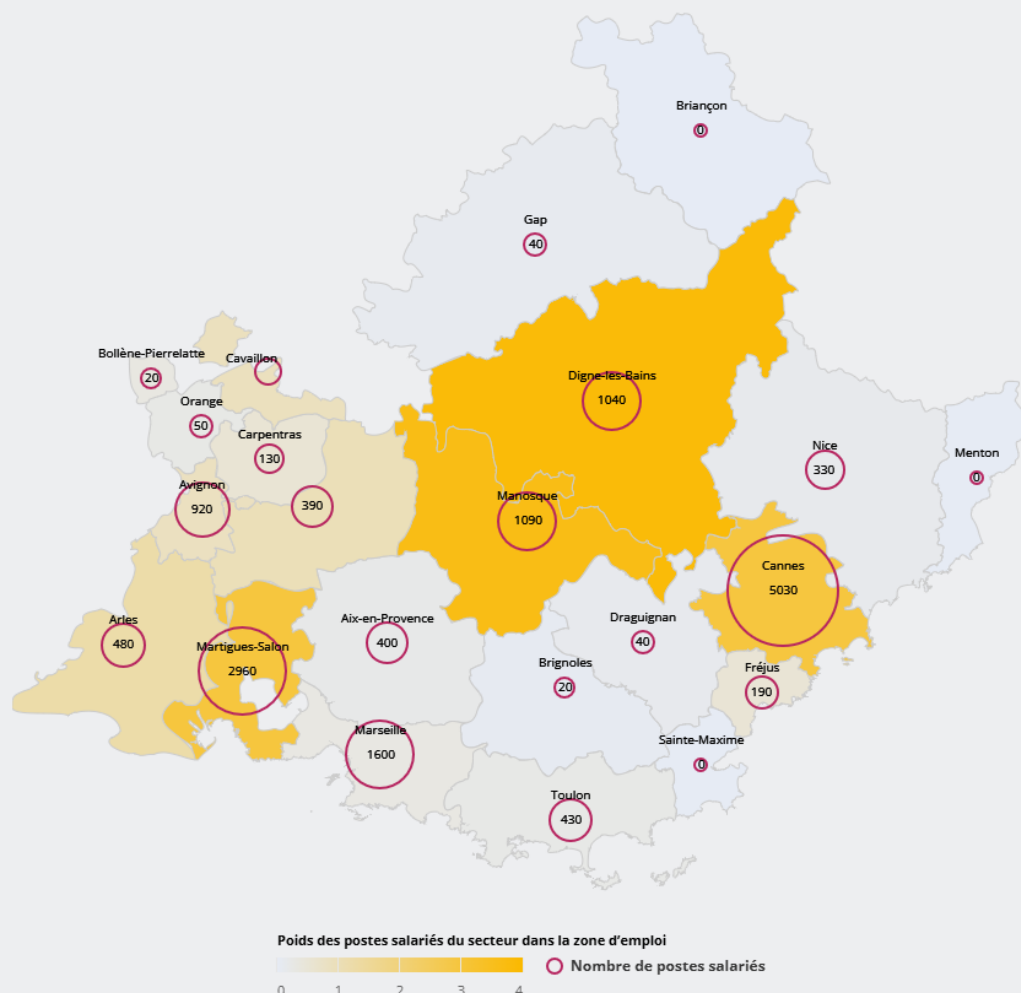 Briançon
0
Gap
40
Bollène-Pierrelatte
20
Cavaillon
Digne-les-Bains
1040
Orange
50
Carpentras
130
Nice
330
Menton
0
Avignon
920
390
Manosque
1090
Cannes
5030
Arles
480
Martigues-Salon
2960
Aix-en-Provence
400
Draguignan
40
Brignoles
20
Fréjus
190
Marseille
1600
Sainte-Maxime
0
Toulon
430
Poids des postes salariés du secteur dans la zone d’emploi
Nombre de postes salariés
0 1 2 3 4